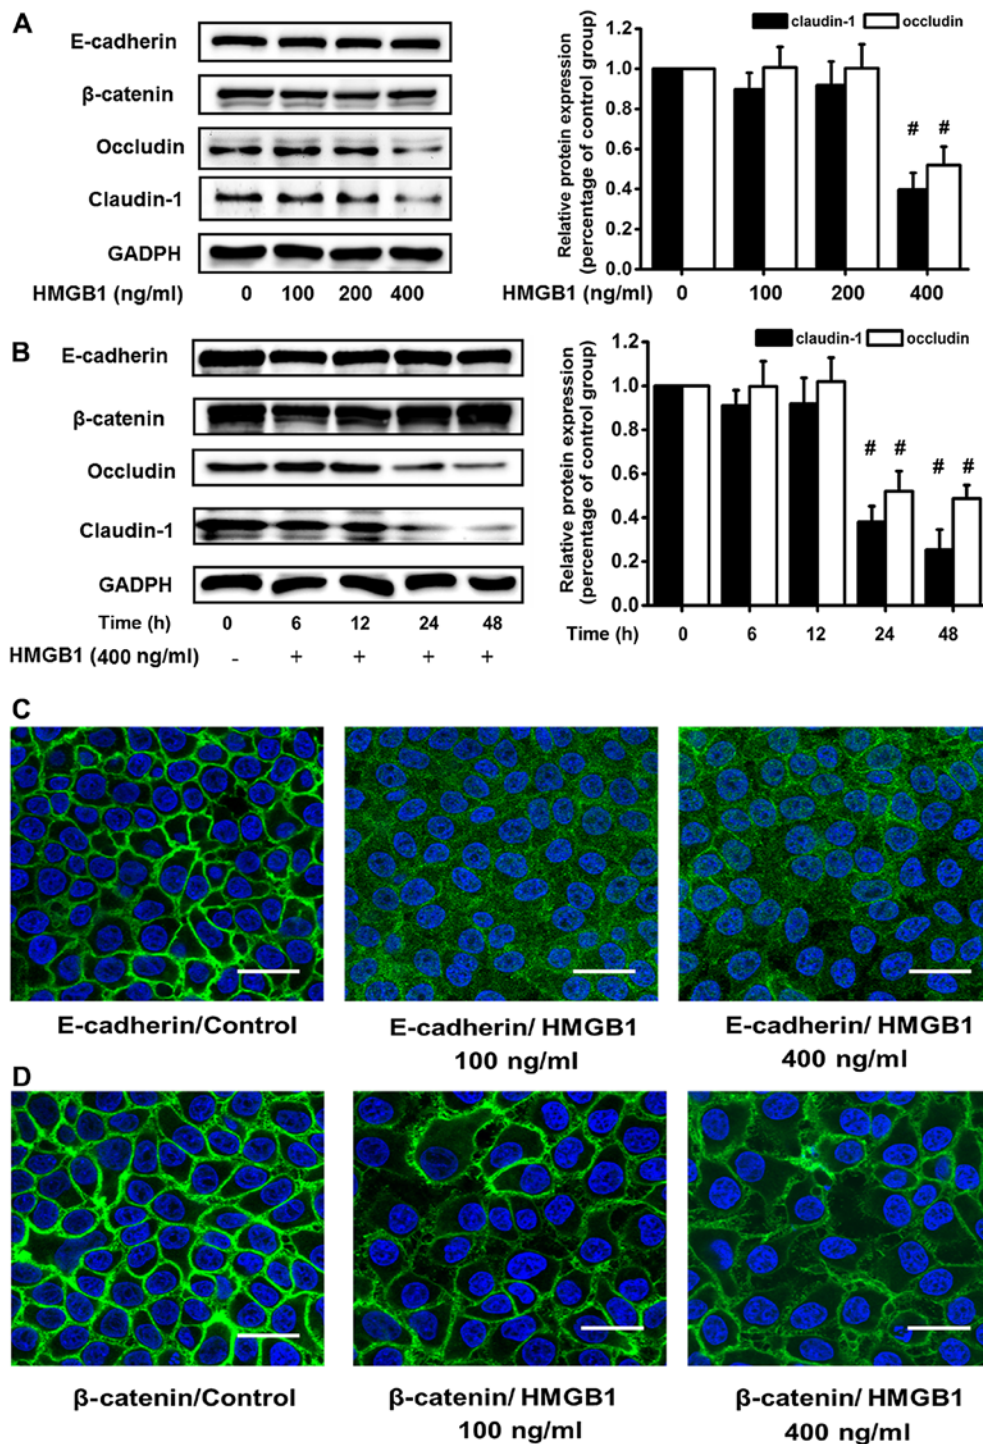 A
E-cadherin
β-catenin
Occludin
Claudin-1
GADPH
HMGB1 (ng/ml) 0 100 200 400
claudin-1 occludin
Relative protein expression
(percentage of control group)
1.2
1.0
0.8
0.6
0.4
0.2
0.0
# #
HMGB1 (ng/ml) 0 100 200 400
B
E-cadherin
β-catenin
Occludin
Claudin-1
GADPH
Time (h) 0 6 12 24 48
HMGB1 (400 ng/ml) - + + + +
claudin-1 occludin
Relative protein expression
(percentage of control group)
1.2
1.0
0.8
0.6
0.4
0.2
0.0
# # # #
Time (h) 0 6 12 24 48
C
E-cadherin/Control
E-cadherin/ HMGB1
100 ng/ml
E-cadherin/ HMGB1
400 ng/ml
D
β-catenin/Control
β-catenin/ HMGB1
100 ng/ml
β-catenin/ HMGB1
400 ng/ml